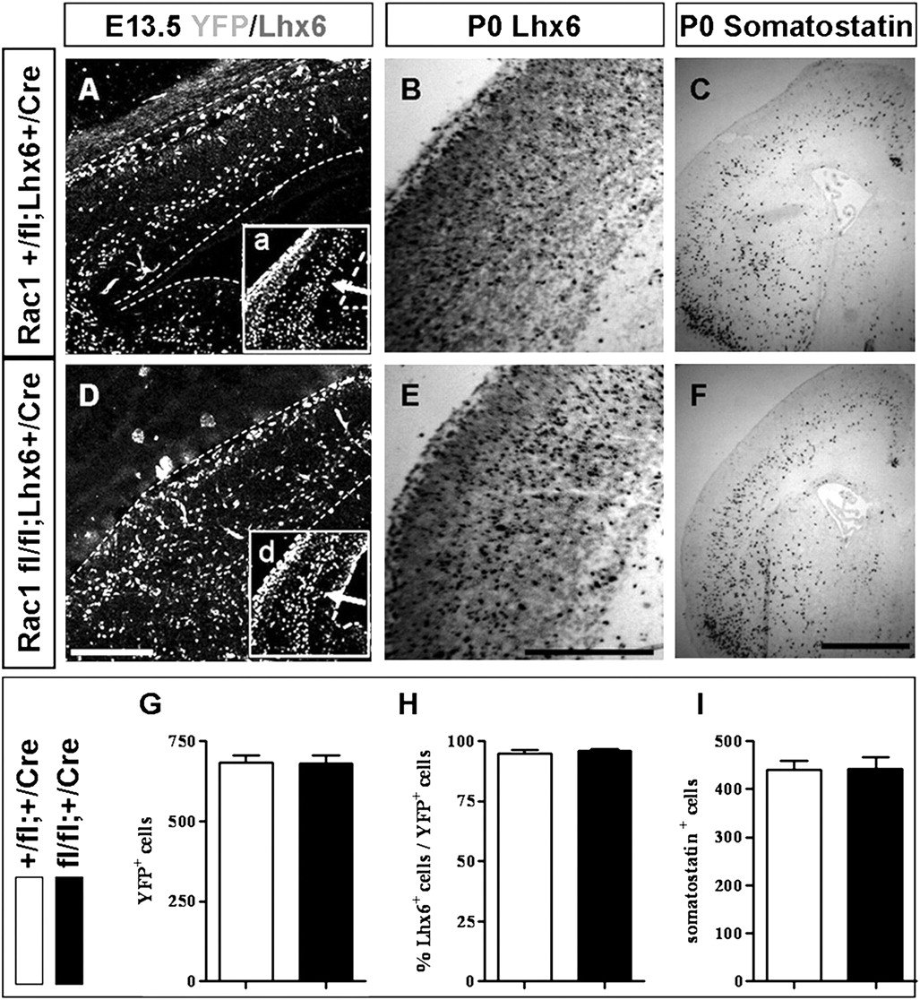 E13.5 YFP/Lhx6
P0 Lhx6
P0 Somatostatin
Rac1 +/fl;Lhx6+/Cre
A
a
B
C
Rac1 fl/fl;Lhx6+/Cre
D
d
E
F
+/fl;+/Cre
fl/fl;+/Cre
G
YFP+ cells
750
500
250
0
H
% Lhx6+ cells / YFP+ cells
100
75
50
25
0
I
somatostatin + cells
500
400
300
200
100
0